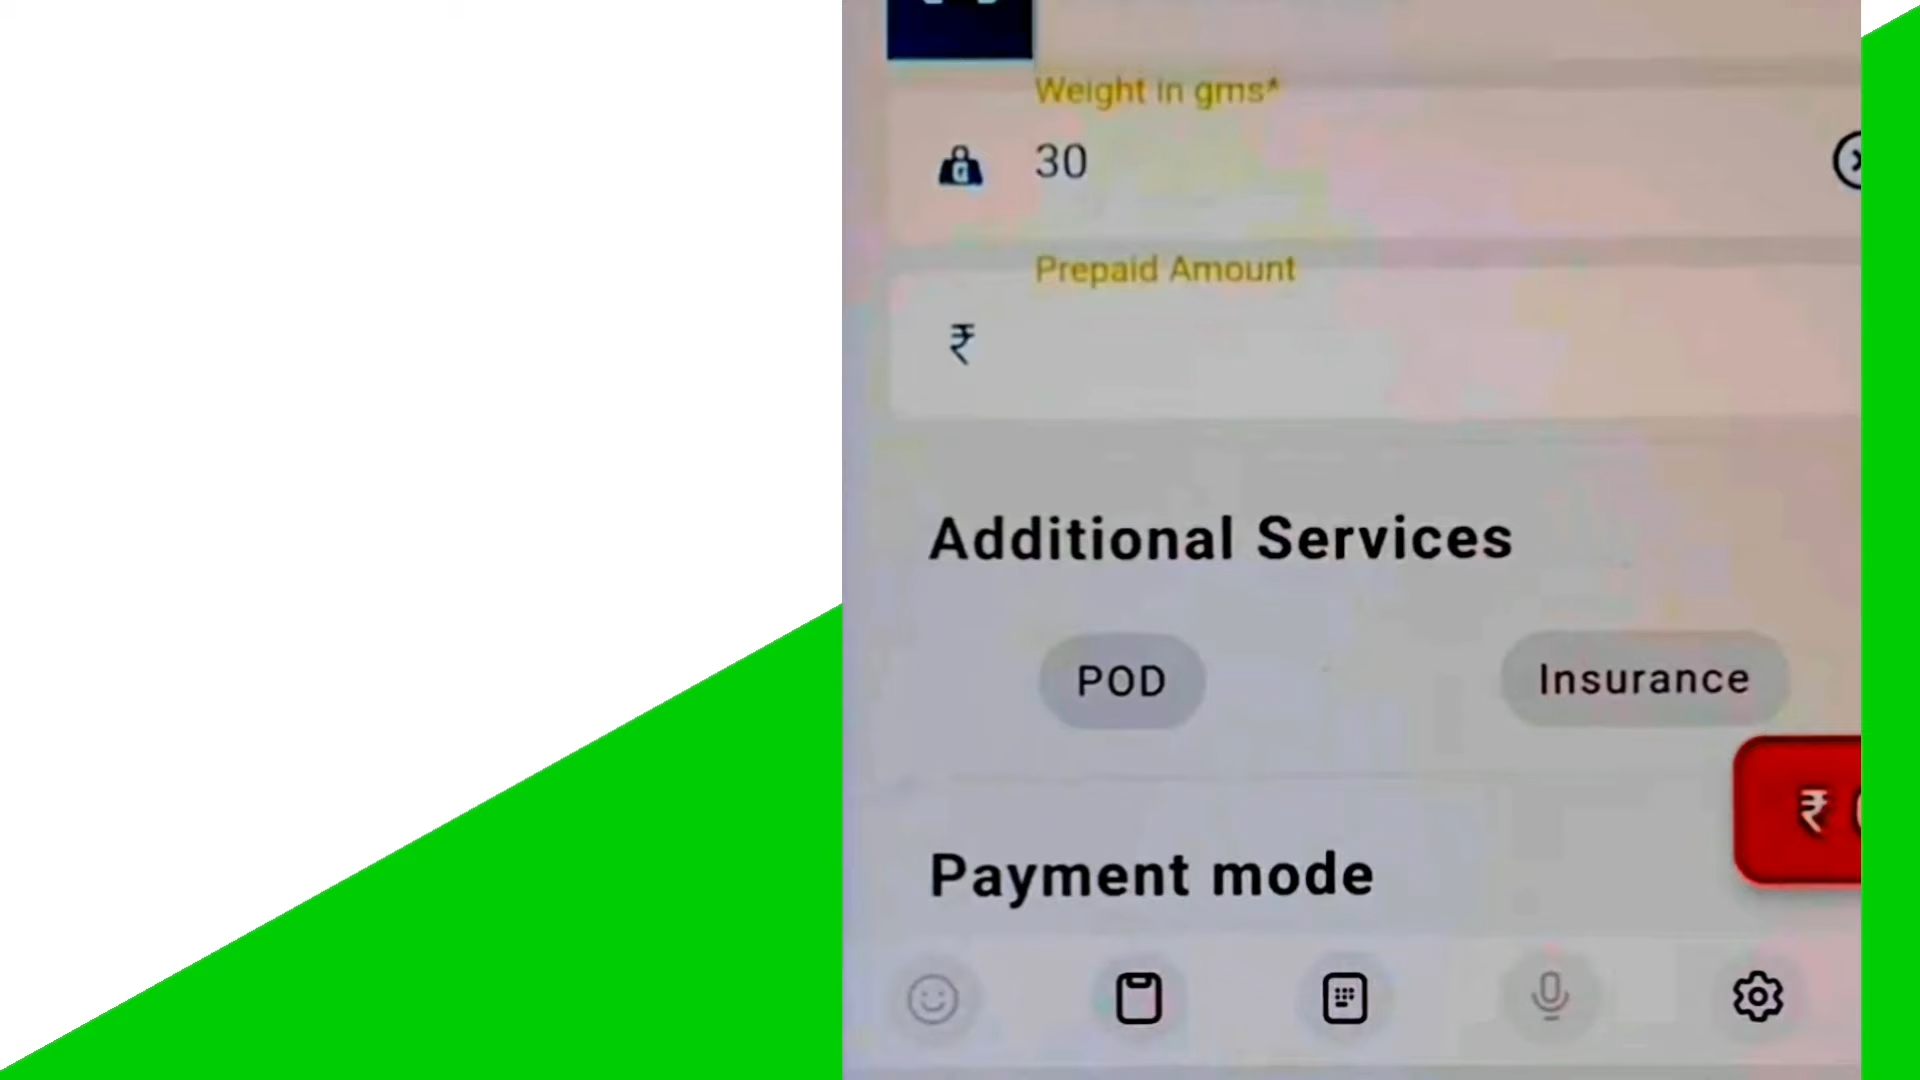 Weight in gms*
30
Prepaid Amount
₹
Additional Services
POD
Insurance
₹
Payment mode